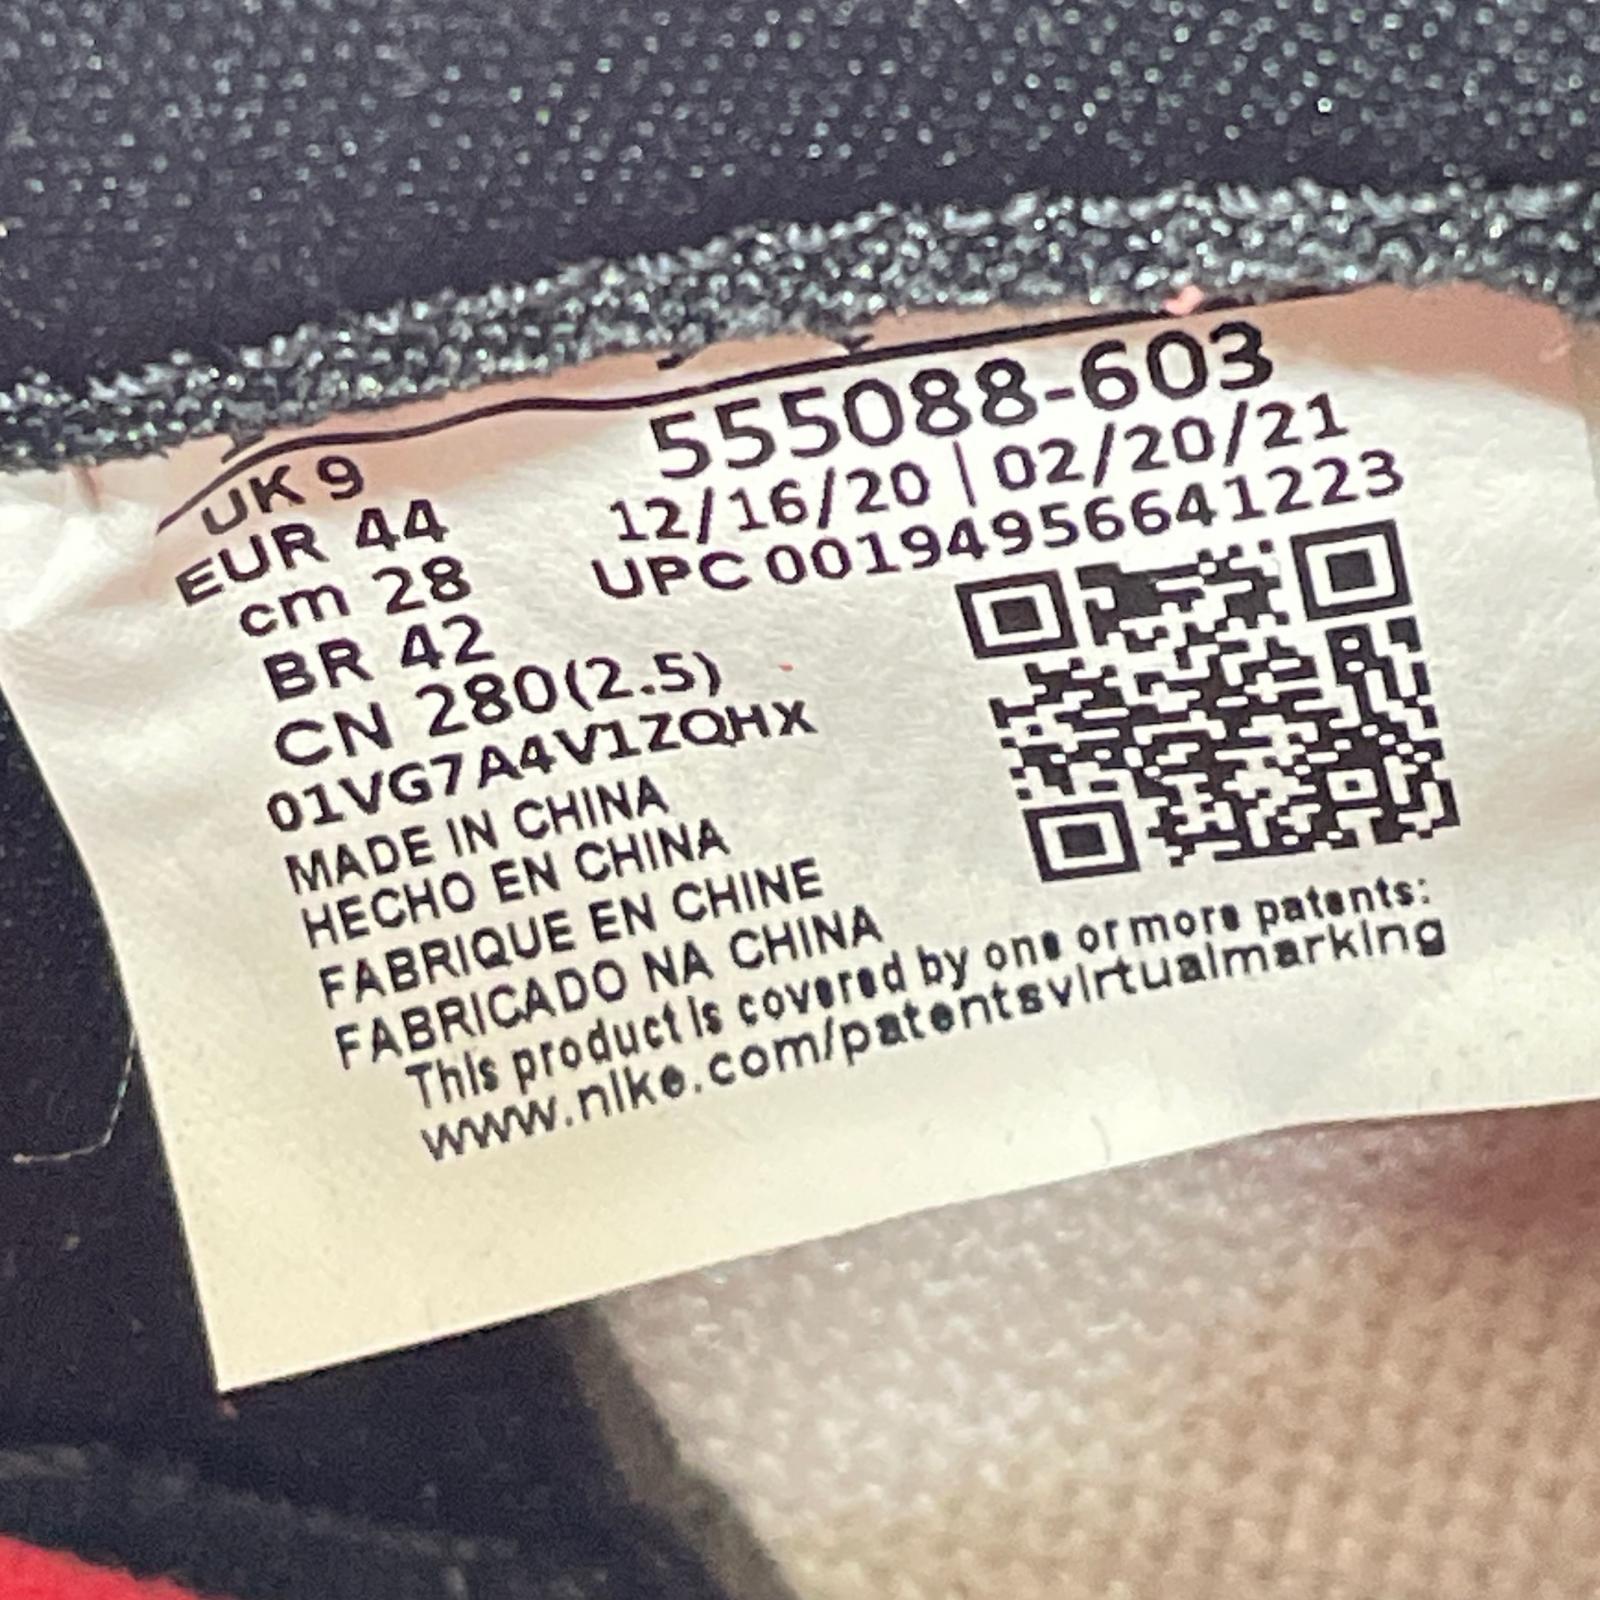 555088-603
12/16/20 | 02/20/21
UPC 00194956641223
UK 9
EUR 44
cm 28
BR 42
CN 280(2.5)
01VG7A4V1ZQHX
MADE IN CHINA
HECHO EN CHINA
FABRIQUE EN CHINE
FABRICADO NA CHINA
This product is covered by one or more patents:
www.nike.com/patentsvirtualmarking